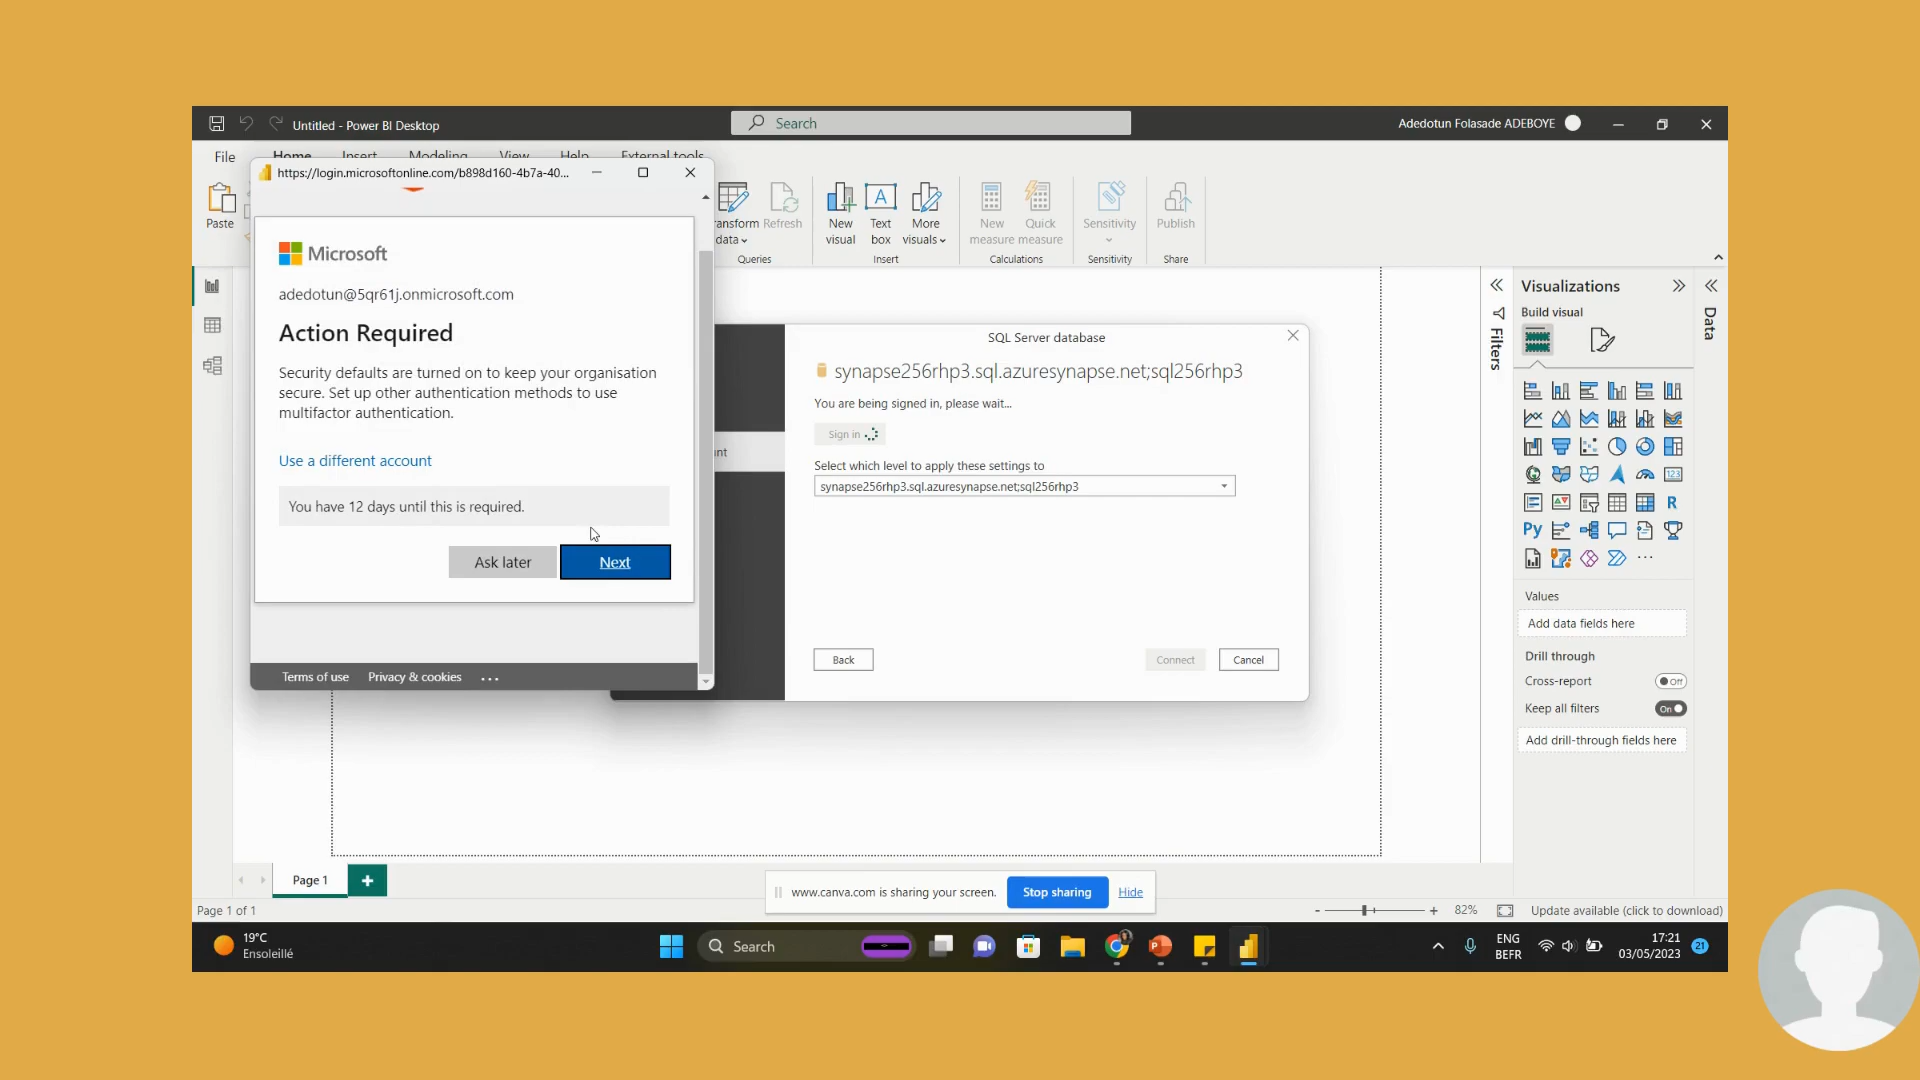 Untitled - Power BI Desktop
Search
Adedotun Folasade ADEBOYE
File
Home
Insert
Modeling
View
Help
External tools
https://login.microsoftonline.com/b898d160-4b7a-40...
Paste
ransform
data
Refresh
Queries
New
visual
Text
box
More
visuals
Insert
New
measure
Quick
measure
Calculations
Sensitivity
Sensitivity
Publish
Share
Microsoft
adedotun@5qr61j.onmicrosoft.com
Action Required
Security defaults are turned on to keep your organisation
secure. Set up other authentication methods to use
multifactor authentication.
Use a different account
You have 12 days until this is required.
Ask later
Next
Terms of use
Privacy & cookies
...
SQL Server database
synapse256rhp3.sql.azuresynapse.net;sql256rhp3
You are being signed in, please wait...
Sign in
nt
Select which level to apply these settings to
synapse256rhp3.sql.azuresynapse.net;sql256rhp3
Back
Connect
Cancel
Filters
Visualizations
Build visual
123
R
Py
...
Values
Add data fields here
Drill through
Cross-report
Off
Keep all filters
On
Add drill-through fields here
Data
Page 1
+
www.canva.com is sharing your screen.
Stop sharing
Hide
Page 1 of 1
- + 82%
Update available (click to download)
19°C
Ensoleillé
Search
ENG
BEFR
17:21
03/05/2023
21